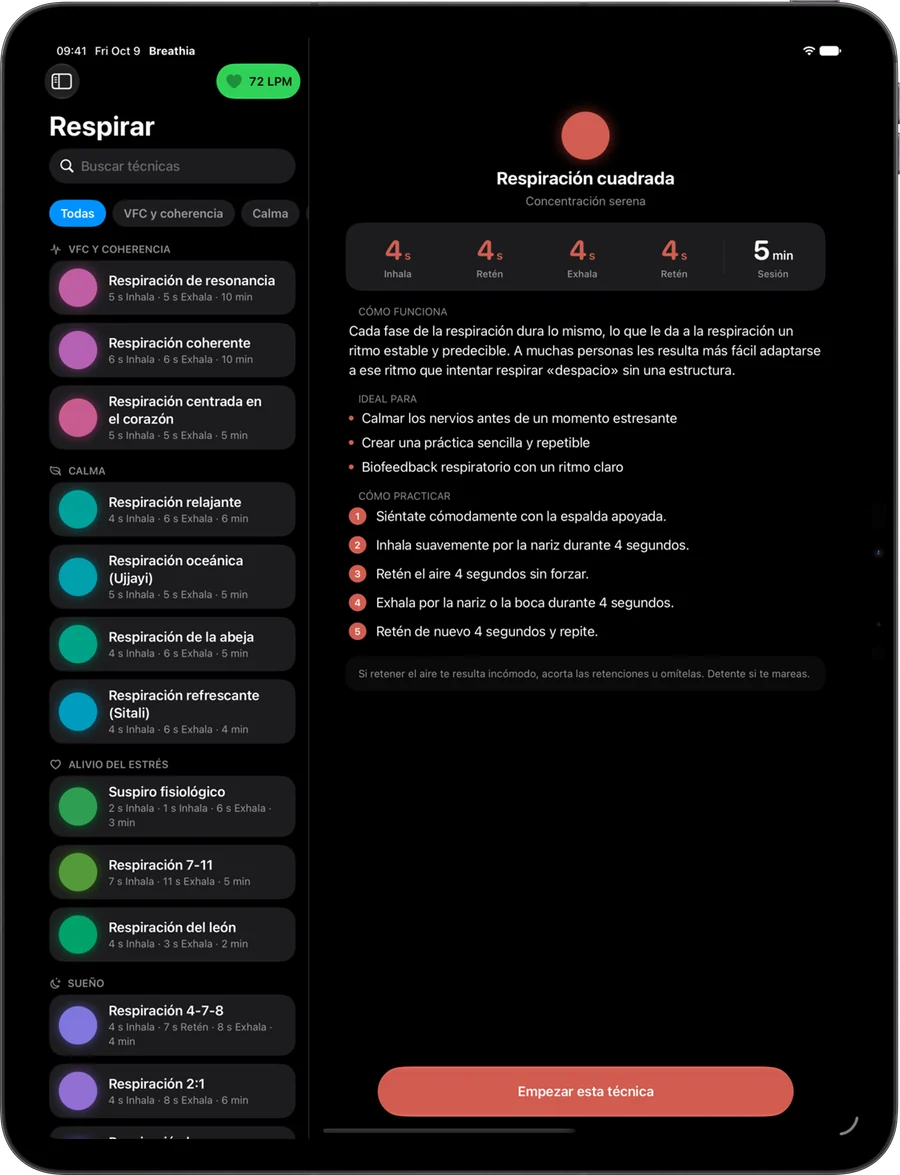 09:41 Fri Oct 9 Breathia
72 LPM
Respirar
Buscar técnicas
Todas VFC y coherencia Calma
VFC Y COHERENCIA
Respiración de resonancia
5 s Inhala · 5 s Exhala · 10 min
Respiración coherente
6 s Inhala · 6 s Exhala · 10 min
Respiración centrada en
el corazón
5 s Inhala · 5 s Exhala · 5 min
CALMA
Respiración relajante
4 s Inhala · 6 s Exhala · 6 min
Respiración oceánica
(Ujjayi)
5 s Inhala · 5 s Exhala · 5 min
Respiración de la abeja
4 s Inhala · 6 s Exhala · 5 min
Respiración refrescante
(Sitali)
4 s Inhala · 6 s Exhala · 4 min
ALIVIO DEL ESTRÉS
Suspiro fisiológico
2 s Inhala · 1 s Inhala · 6 s Exhala ·
3 min
Respiración 7-11
7 s Inhala · 11 s Exhala · 5 min
Respiración del león
4 s Inhala · 3 s Exhala · 2 min
SUEÑO
Respiración 4-7-8
4 s Inhala · 7 s Retén · 8 s Exhala ·
4 min
Respiración 2:1
4 s Inhala · 8 s Exhala · 6 min
Respiración cuadrada
Concentración serena
4 s 4 s 4 s 4 s 5 min
Inhala Retén Exhala Retén Sesión
CÓMO FUNCIONA
Cada fase de la respiración dura lo mismo, lo que le da a la respiración un
ritmo estable y predecible. A muchas personas les resulta más fácil adaptarse
a ese ritmo que intentar respirar «despacio» sin una estructura.
IDEAL PARA
• Calmar los nervios antes de un momento estresante
• Crear una práctica sencilla y repetible
• Biofeedback respiratorio con un ritmo claro
CÓMO PRACTICAR
1 Siéntate cómodamente con la espalda apoyada.
2 Inhala suavemente por la nariz durante 4 segundos.
3 Retén el aire 4 segundos sin forzar.
4 Exhala por la nariz o la boca durante 4 segundos.
5 Retén de nuevo 4 segundos y repite.
Si retener el aire te resulta incómodo, acorta las retenciones u omítelas. Detente si te mareas.
Empezar esta técnica